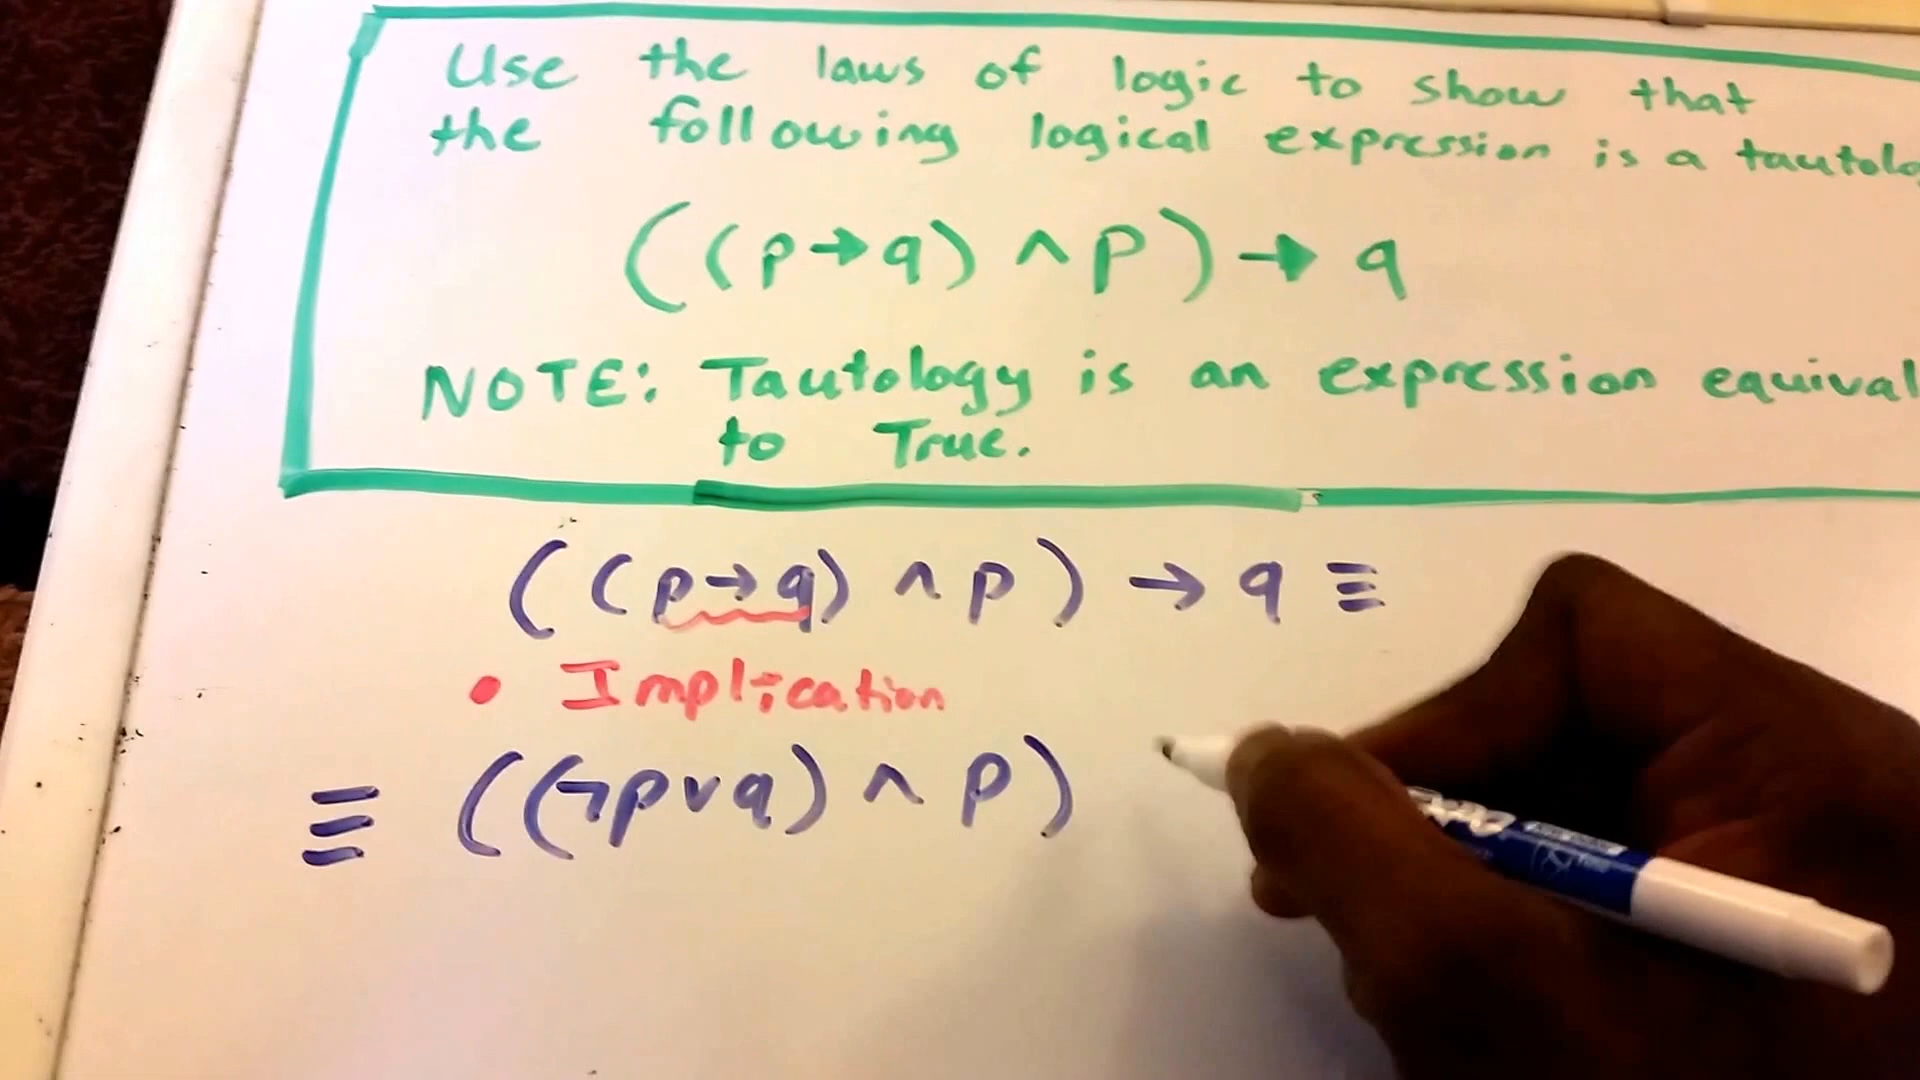 Use the laws of logic to show that
the following logical expression is a tautolog
((p→q) ∧ p) → q
NOTE: Tautology is an expression equival
to True.
((p→q) ∧ p) → q ≡
• Implication
≡ ((¬p∨q) ∧ p)